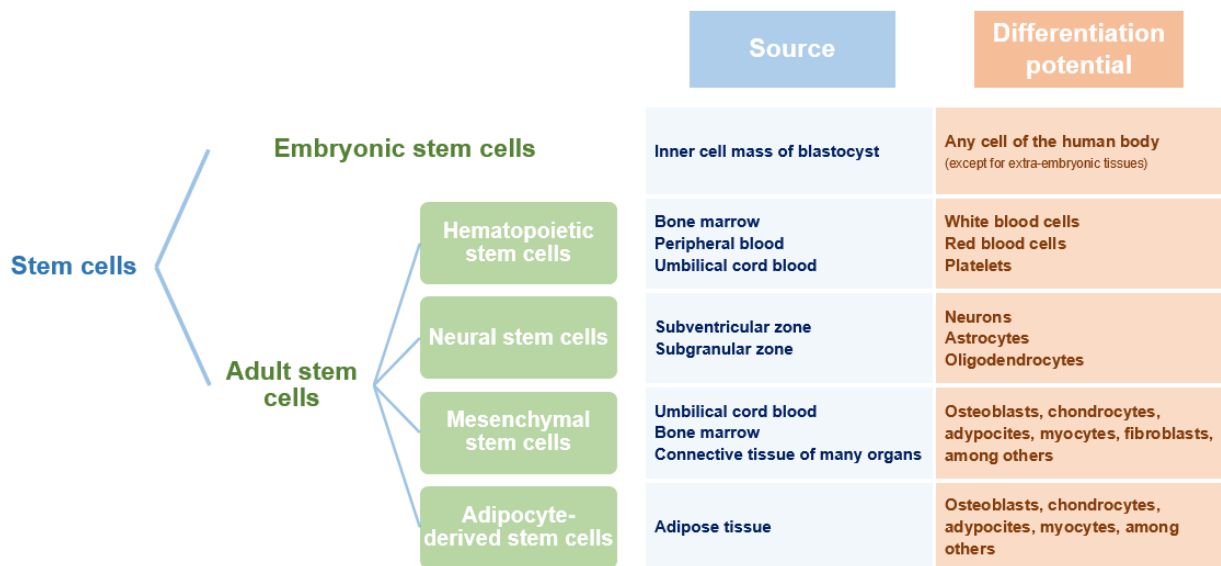 Source
Differentiation
potential
Embryonic stem cells
Inner cell mass of blastocyst
Any cell of the human body
(except for extra-embryonic tissues)
Stem cells
Adult stem
cells
Hematopoietic
stem cells
Bone marrow
Peripheral blood
Umbilical cord blood
White blood cells
Red blood cells
Platelets
Neural stem cells
Subventricular zone
Subgranular zone
Neurons
Astrocytes
Oligodendrocytes
Mesenchymal
stem cells
Umbilical cord blood
Bone marrow
Connective tissue of many organs
Osteoblasts, chondrocytes,
adypocites, myocytes, fibroblasts,
among others
Adipocyte-
derived stem cells
Adipose tissue
Osteoblasts, chondrocytes,
adypocites, myocytes, among
others